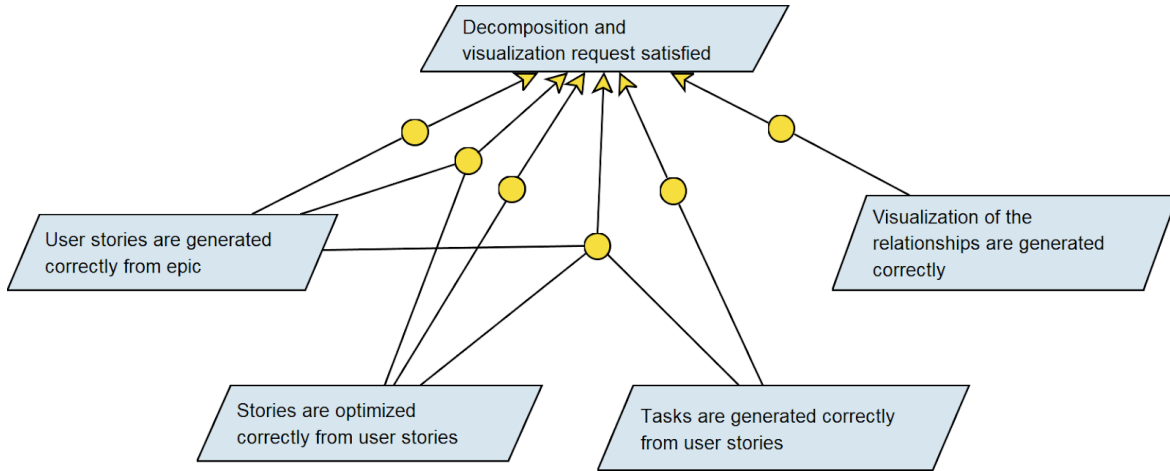 Decomposition and
visualization request satisfied
User stories are generated
correctly from epic
Visualization of the
relationships are generated
correctly
Stories are optimized
correctly from user stories
Tasks are generated correctly
from user stories